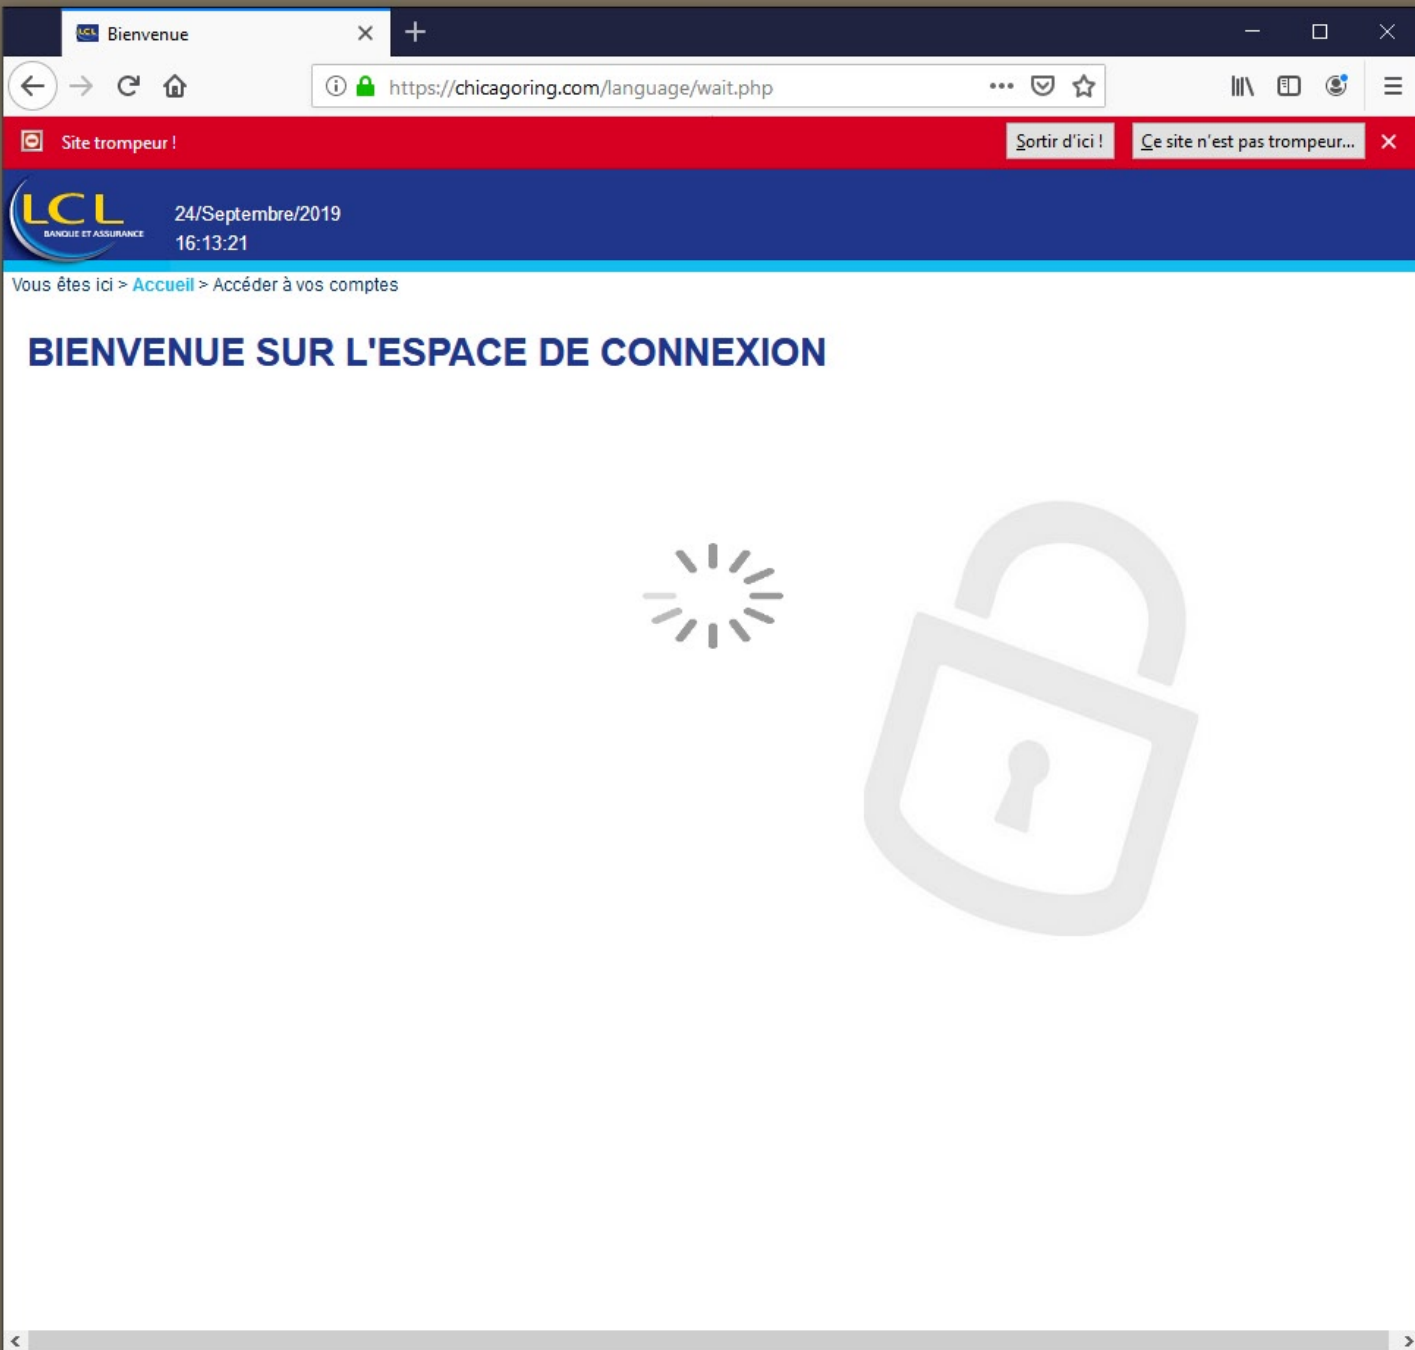 LCL Bienvenue
https://chicagoring.com/language/wait.php
Site trompeur ! Sortir d'ici ! Ce site n'est pas trompeur...
LCL
BANQUE ET ASSURANCE
24/Septembre/2019
16:13:21
Vous êtes ici > Accueil > Accéder à vos comptes
BIENVENUE SUR L'ESPACE DE CONNEXION